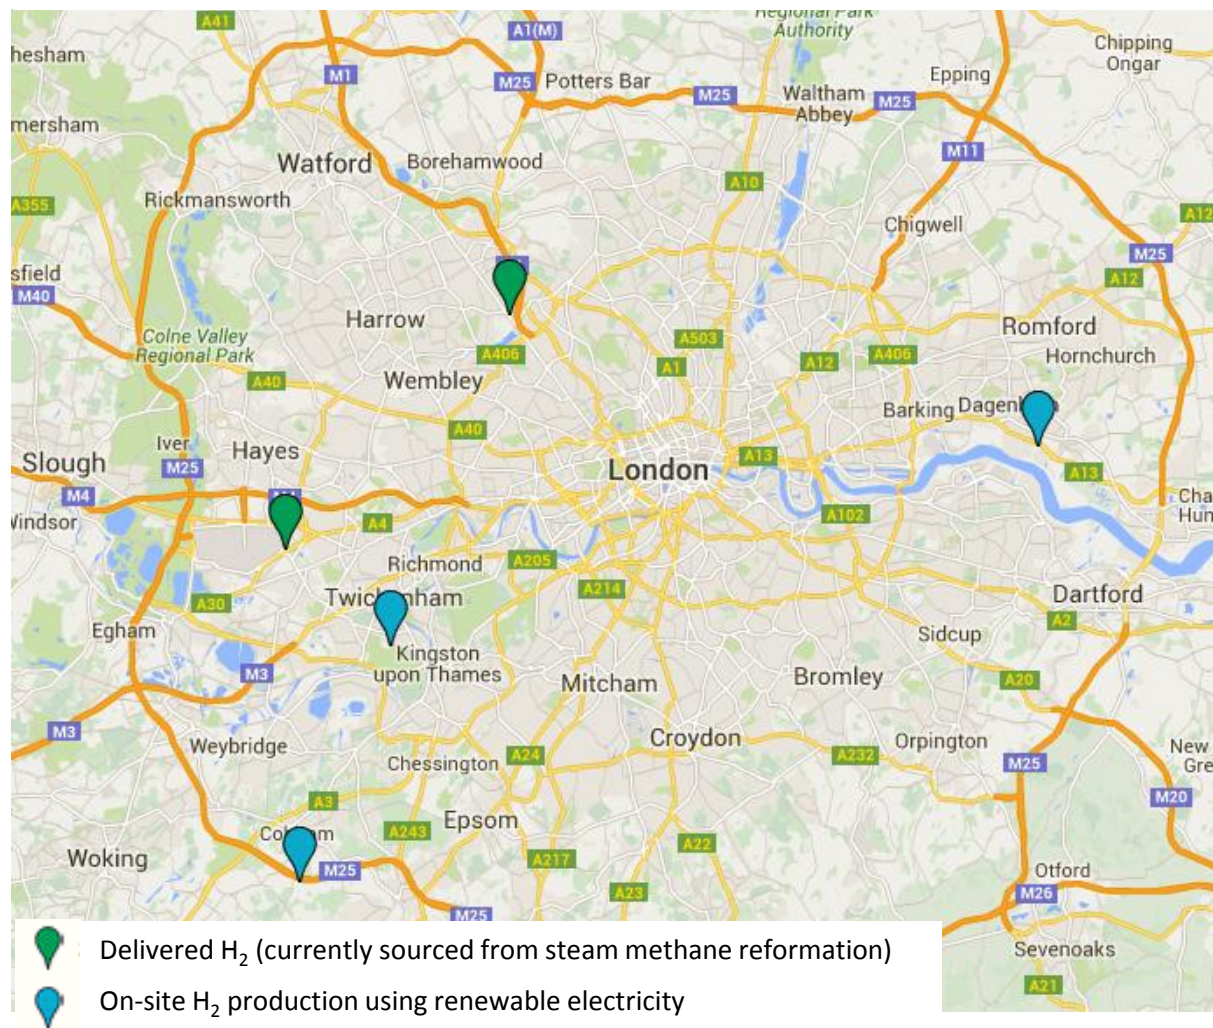 A41
A1(M)
Regional Park
Authority
Chipping
Ongar
hesham
M1
M25
Potters Bar
M25
Waltham
Abbey
M25
Epping
mersham
Watford
Borehamwood
M11
A355
Rickmansworth
A10
Chigwell
A12
M25
A12
sfield
M40
Harrow
Colne Valley
Regional Park
A406
A503
A1
A12
A406
Romford
Hornchurch
A40
Wembley
Barking
A40
Iver
Hayes
Slough
M25
London
A13
A13
M4
Windsor
A4
A102
Cha
Hun
Richmond
A205
A214
A30
Dartford
A2
Egham
Sidcup
Kingston
upon Thames
M3
Mitcham
Bromley
A20
M3
Weybridge
Chessington
A24
Croydon
A232
Orpington
M25
New
Gre
M20
A3
A243
Epsom
A22
Woking
M25
A217
A23
Otford
M26
M25
Sevenoaks
A21
Delivered H₂ (currently sourced from steam methane reformation)
On-site H₂ production using renewable electricity